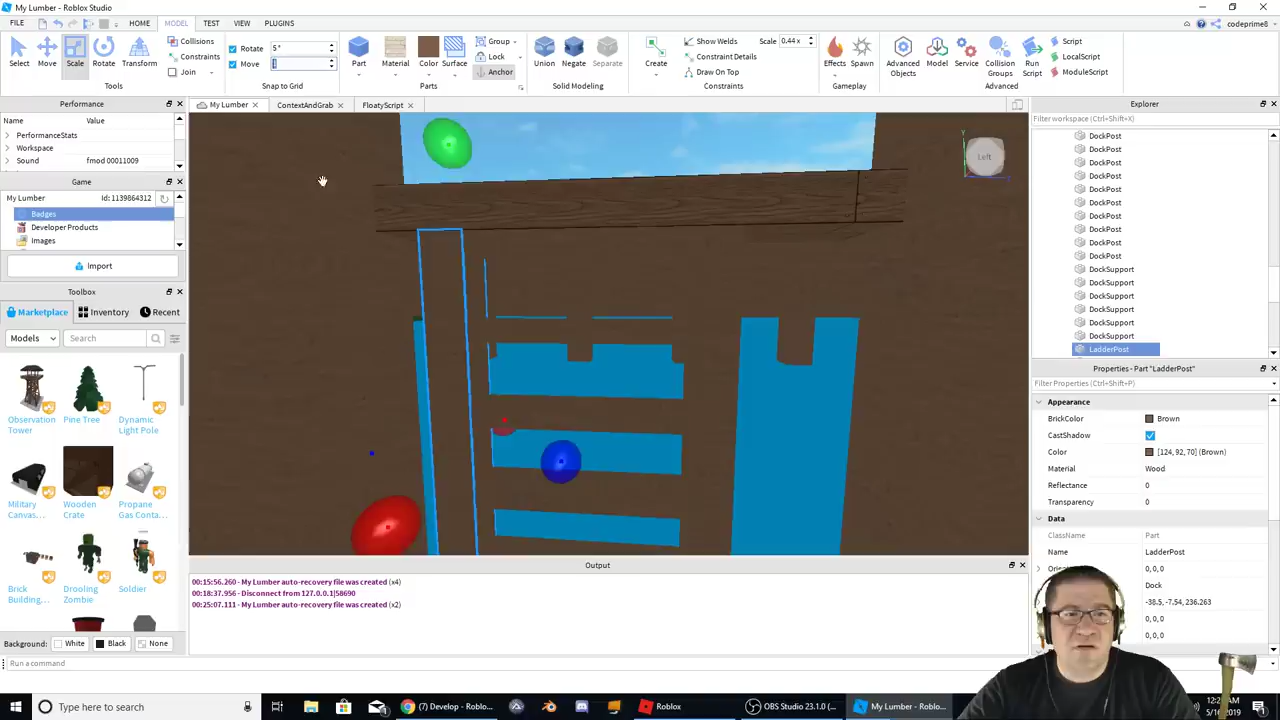 My Lumber - Roblox Studio
FILE
HOME
MODEL
TEST
VIEW
PLUGINS
codeprime8
Select
Move
Scale
Rotate
Transform
Collisions
Constraints
Join
Tools
Rotate
5°
Move
Snap to Grid
Part
Material
Color
Surface
Group
Lock
Anchor
Parts
Union
Negate
Separate
Solid Modeling
Create
Show Welds
Scale 0.44 x
Constraint Details
Draw On Top
Constraints
Effects
Spawn
Gameplay
Advanced Objects
Model
Service
Collision Groups
Run Script
Script
LocalScript
ModuleScript
Advanced
Performance
Name
Value
PerformanceStats
Workspace
Sound
fmod 00011009
Game
My Lumber
Id: 1139864312
Badges
Developer Products
Images
Import
Toolbox
Marketplace
Inventory
Recent
Models
Search
Observation Tower
Pine Tree
Dynamic Light Pole
Military Canvas...
Wooden Crate
Propane Gas Conta...
Brick Building...
Drooling Zombie
Soldier
Background:
White
Black
None
Run a command
My Lumber
ContextAndGrab
FloatyScript
Left
Output
00:15:56.260 - My Lumber auto-recovery file was created (x4)
00:18:37.956 - Disconnect from 127.0.0.1|58690
00:25:07.111 - My Lumber auto-recovery file was created (x2)
Explorer
Filter workspace (Ctrl+Shift+X)
DockPost
DockPost
DockPost
DockPost
DockPost
DockPost
DockPost
DockPost
DockPost
DockPost
DockSupport
DockSupport
DockSupport
DockSupport
DockSupport
DockSupport
LadderPost
Properties - Part "LadderPost"
Filter Properties (Ctrl+Shift+P)
Appearance
BrickColor
Brown
CastShadow
Color
[124, 92, 70] (Brown)
Material
Wood
Reflectance
0
Transparency
0
Data
ClassName
Part
Name
LadderPost
0, 0, 0
Dock
-38.5, -7.54, 236.263
0, 0, 0
0, 0, 0
Type here to search
(7) Develop - Roblo...
Roblox
OBS Studio 23.1.0 (...
My Lumber - Roblo...